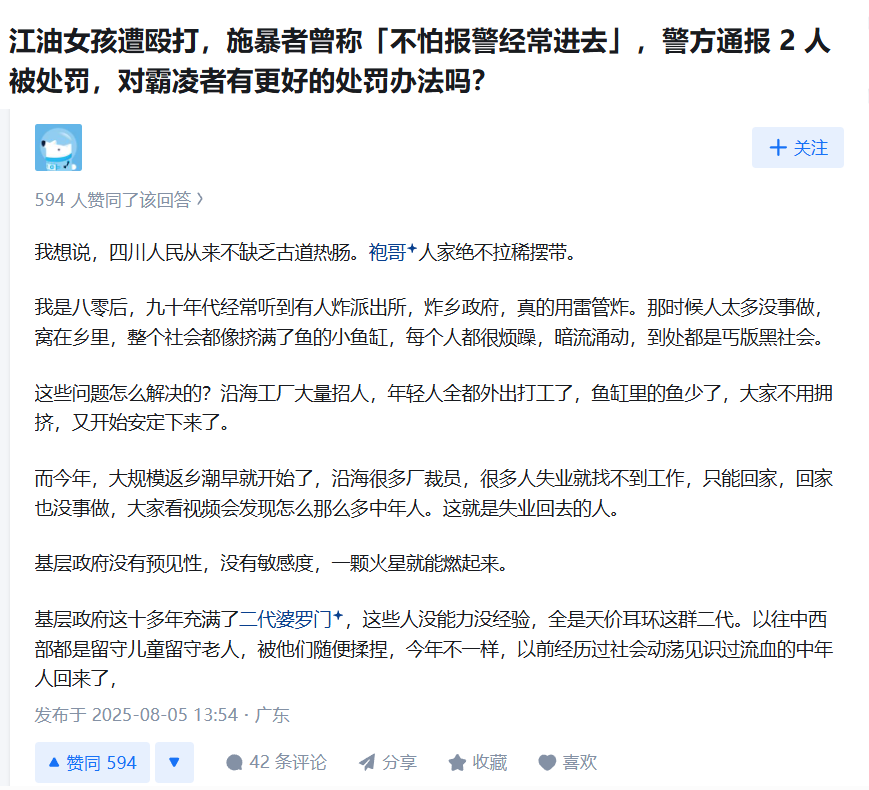 江油女孩遭殴打，施暴者曾称「不怕报警经常进去」，警方通报 2 人
被处罚，对霸凌者有更好的处罚办法吗？
关注
594 人赞同了该回答
我想说，四川人民从来不缺乏古道热肠。袍哥人家绝不拉稀摆带。
我是八零后，九十年代经常听到有人炸派出所，炸乡政府，真的用雷管炸。那时候人太多没事做，
窝在乡里，整个社会都像挤满了鱼的小鱼缸，每个人都很烦躁，暗流涌动，到处都是丐版黑社会。
这些问题怎么解决的？沿海工厂大量招人，年轻人全都外出打工了，鱼缸里的鱼少了，大家不用拥
挤，又开始安定下来了。
而今年，大规模返乡潮早就开始了，沿海很多厂裁员，很多人失业就找不到工作，只能回家，回家
也没事做，大家看视频会发现怎么那么多中年人。这就是失业回去的人。
基层政府没有预见性，没有敏感度，一颗火星就能燃起来。
基层政府这十多年充满了二代婆罗门，这些人没能力没经验，全是天价耳环这群二代。以往中西
部都是留守儿童留守老人，被他们随便揉捏，今年不一样，以前经历过社会动荡见识过流血的中年
人回来了，
发布于 2025-08-05 13:54 · 广东
赞同 594
42 条评论
分享
收藏
喜欢